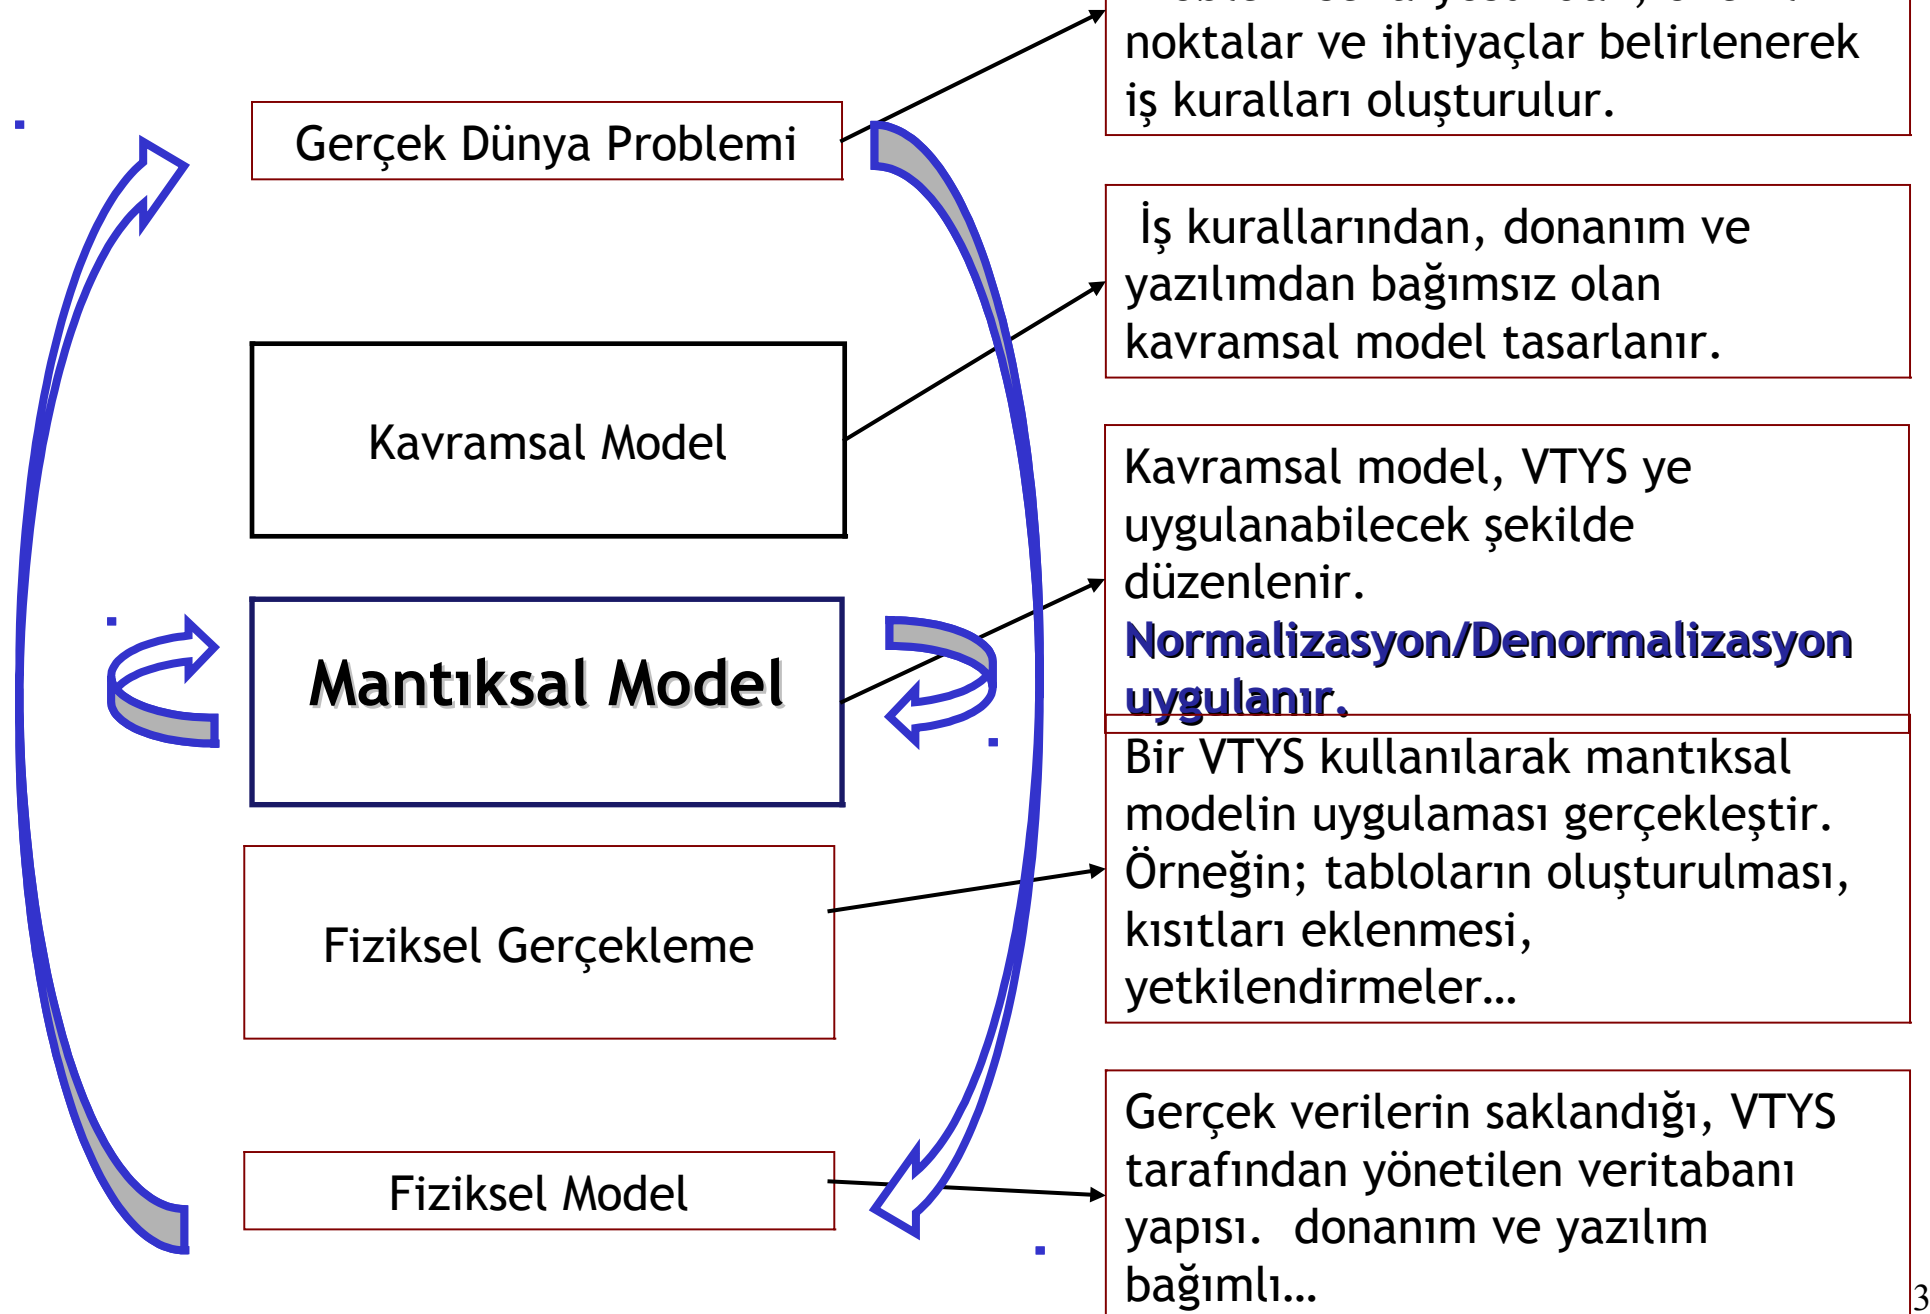 noktalar ve ihtiyaçlar belirlenerek
iş kuralları oluşturulur.
Gerçek Dünya Problemi
İş kurallarından, donanım ve
yazılımdan bağımsız olan
kavramsal model tasarlanır.
Kavramsal Model
Kavramsal model, VTYS ye
uygulanabilecek şekilde
düzenlenir.
Normalizasyon/Denormalizasyon
uygulanır.
Mantıksal Model
Bir VTYS kullanılarak mantıksal
modelin uygulaması gerçekleştir.
Örneğin; tabloların oluşturulması,
kısıtları eklenmesi,
yetkilendirmeler…
Fiziksel Gerçekleme
Gerçek verilerin saklandığı, VTYS
tarafından yönetilen veritabanı
yapısı.  donanım ve yazılım
bağımlı…
Fiziksel Model
3